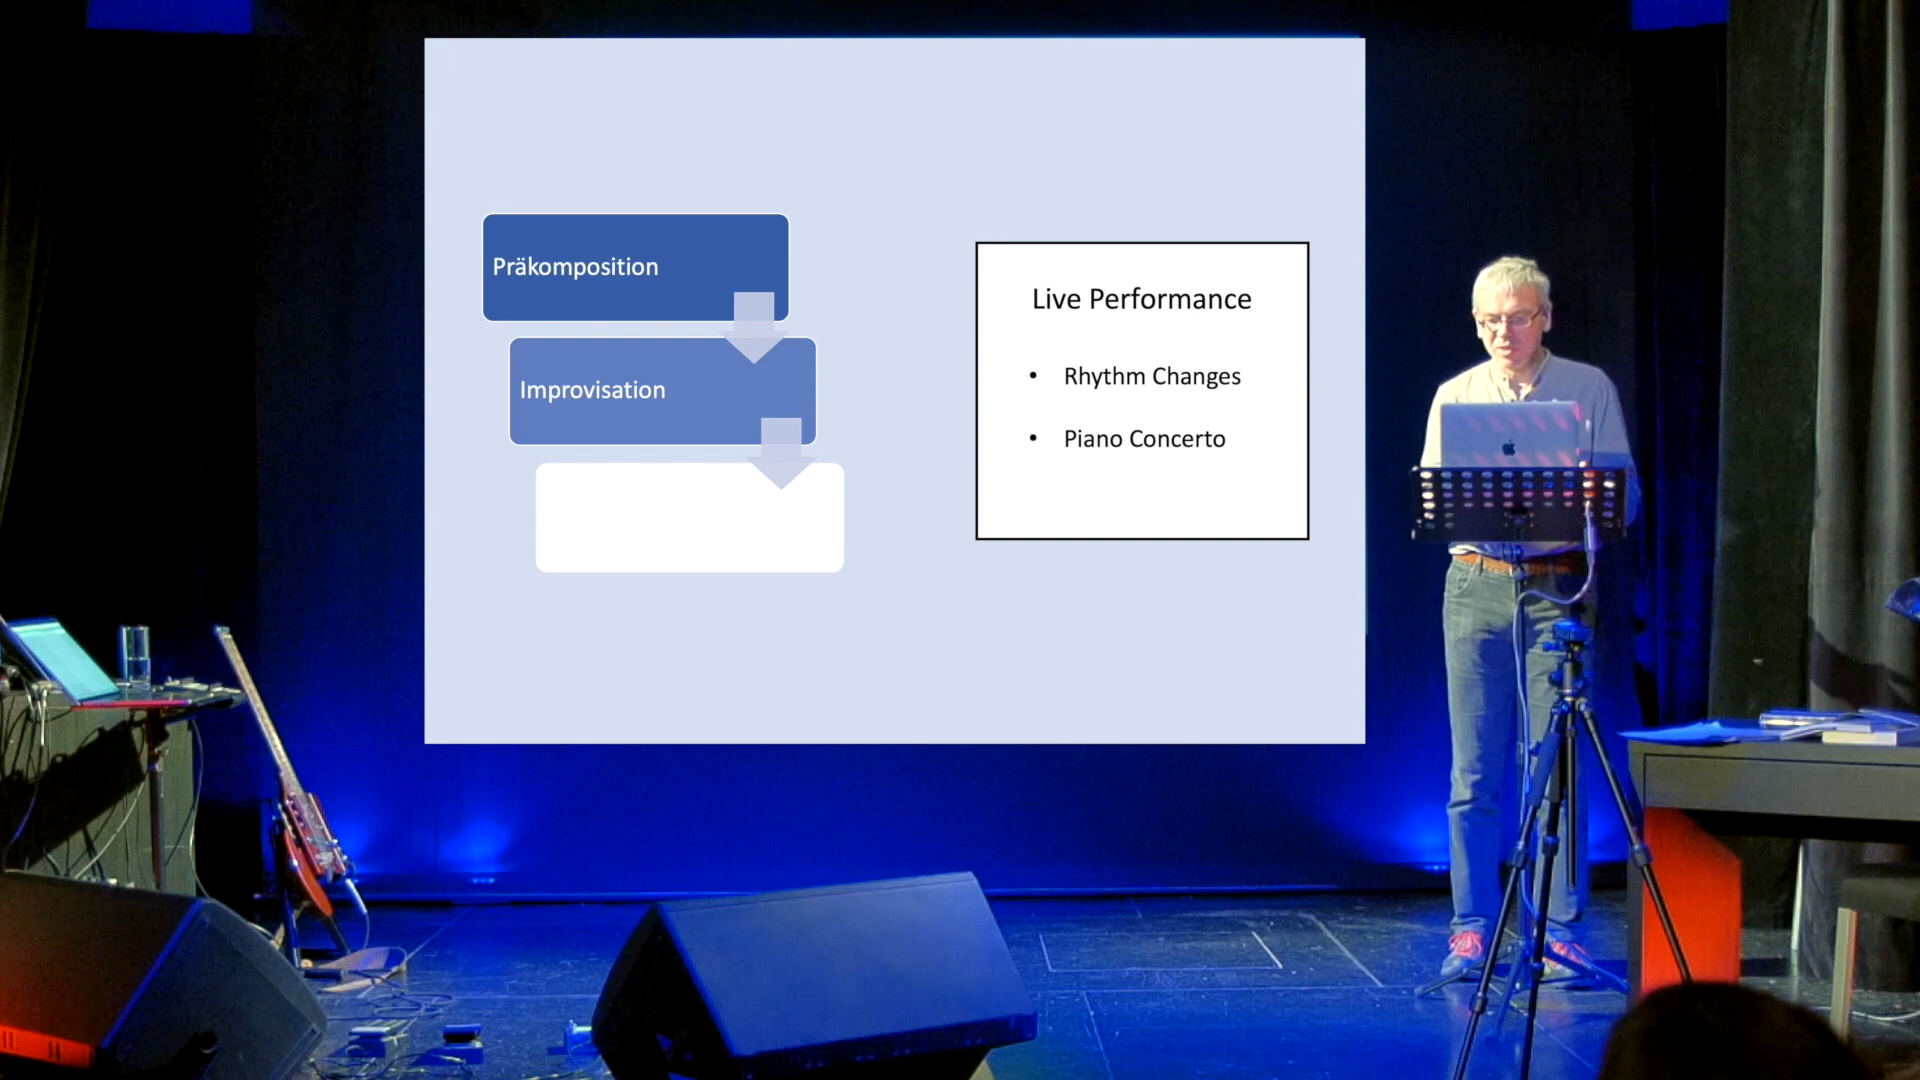 Präkomposition
Improvisation
Live Performance
• Rhythm Changes
• Piano Concerto